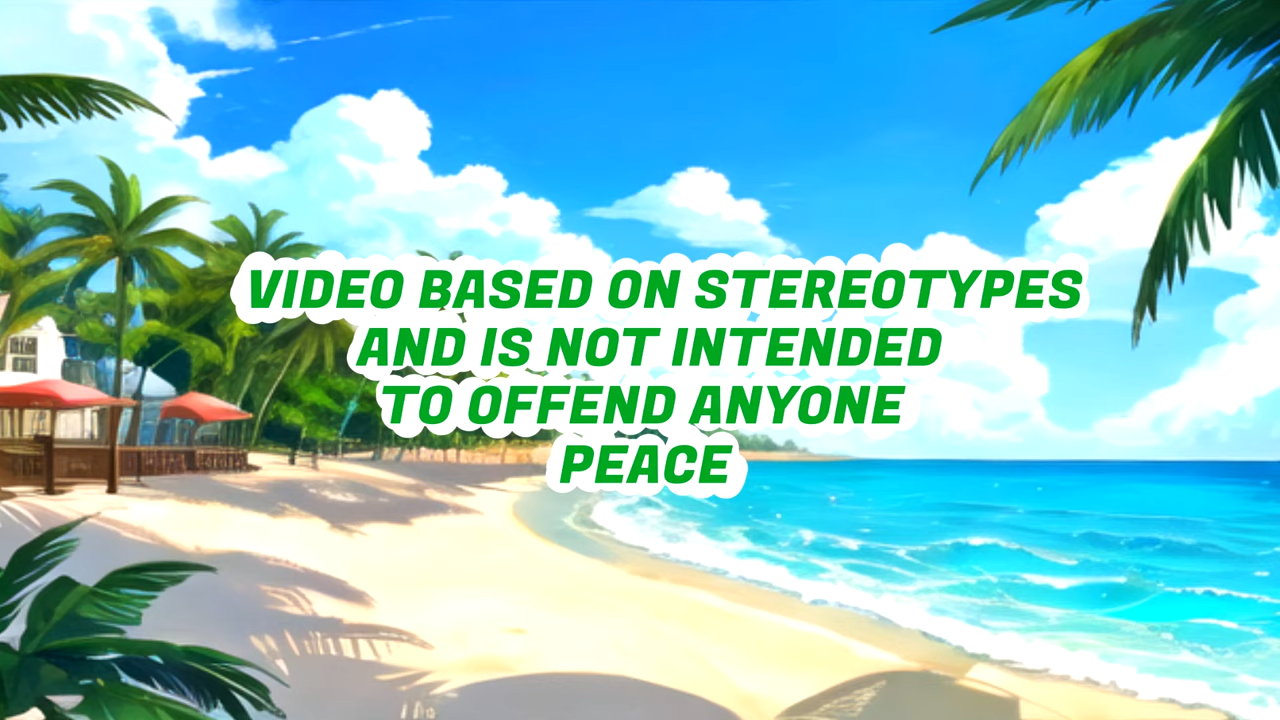 VIDEO BASED ON STEREOTYPES
AND IS NOT INTENDED
TO OFFEND ANYONE
PEACE